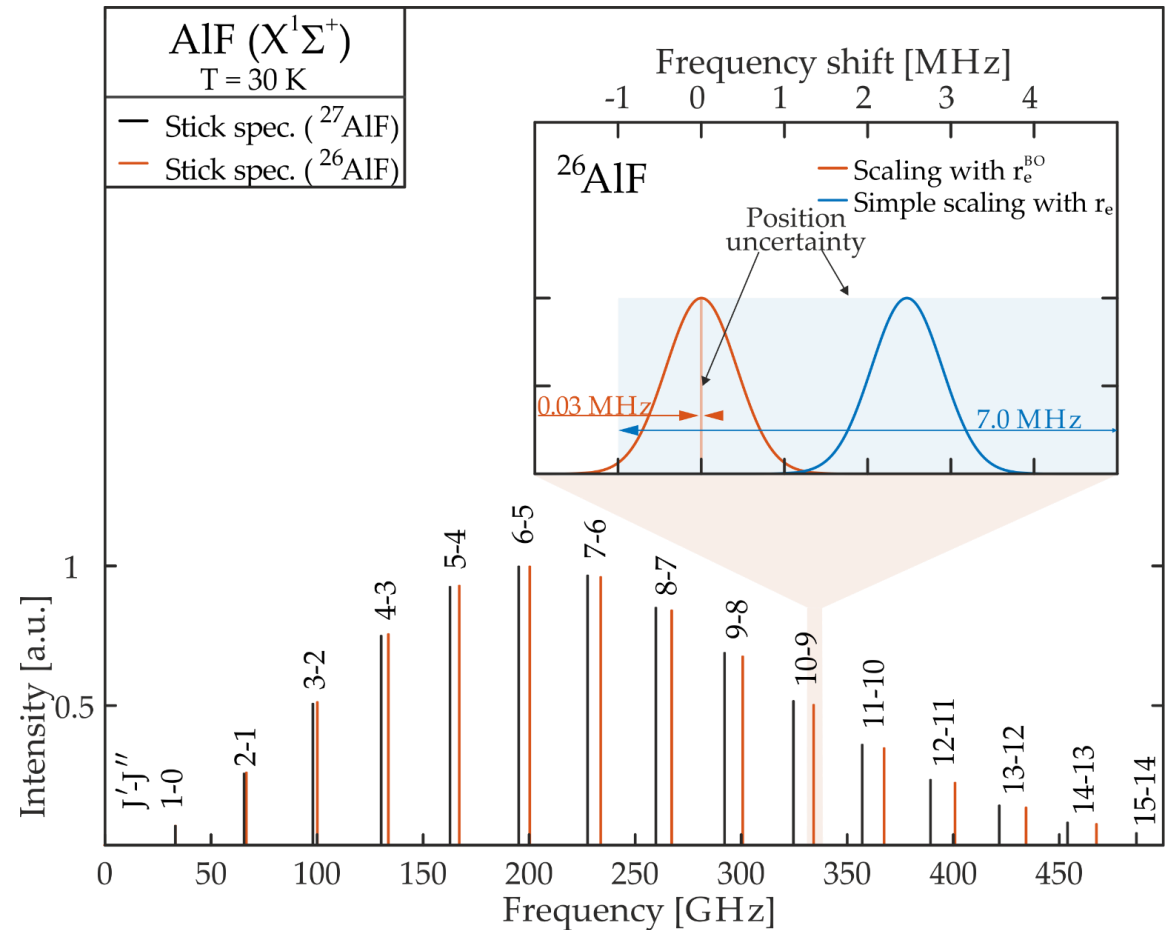 AlF (X¹Σ⁺)
T = 30 K
Stick spec. (²⁷AlF)
Stick spec. (²⁶AlF)
Frequency shift [MHz]
-1 0 1 2 3 4
²⁶AlF
Scaling with rₑᴮᴼ
Simple scaling with rₑ
Position
uncertainty
0.03 MHz
7.0 MHz
J′-J″
1-0
2-1
3-2
4-3
5-4
6-5
7-6
8-7
9-8
10-9
11-10
12-11
13-12
14-13
15-14
Intensity [a.u.]
1
0.5
0 50 100 150 200 250 300 350 400 450
Frequency [GHz]